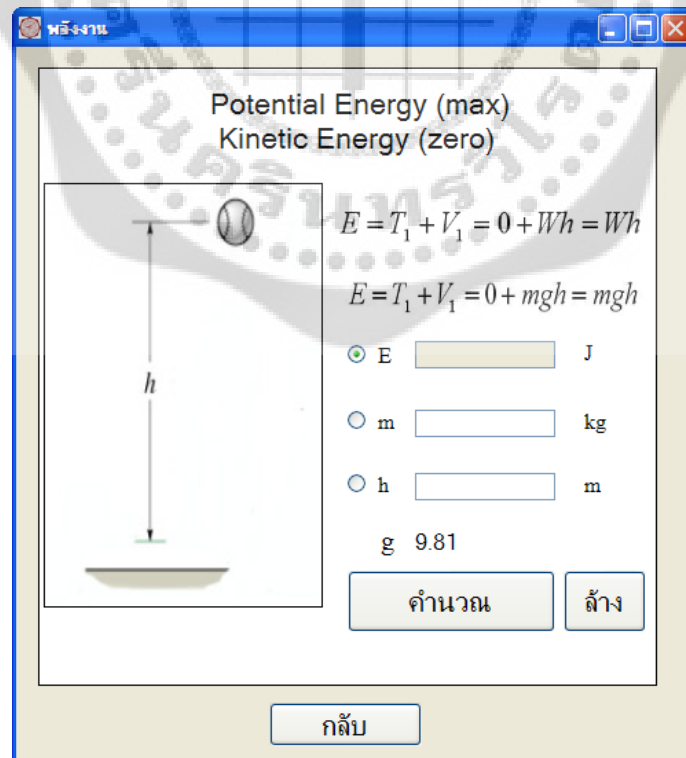 พลังงาน
Potential Energy (max)
Kinetic Energy (zero)
E = T₁ + V₁ = 0 + Wh = Wh
E = T₁ + V₁ = 0 + mgh = mgh
h
E J
m kg
h m
g 9.81
คำนวณ ล้าง
กลับ